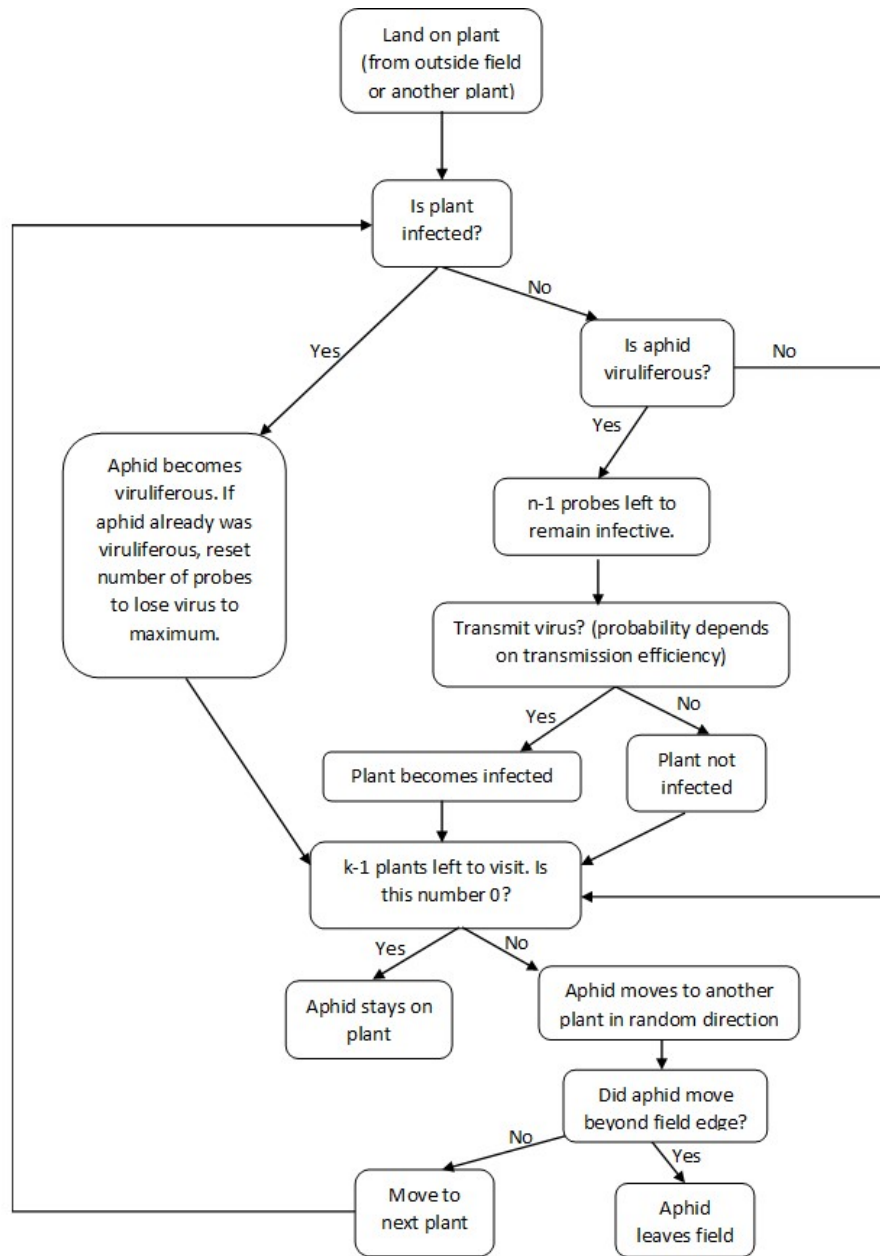 Land on plant
(from outside field
or another plant)
Is plant
infected?
No
Yes
Is aphid
viruliferous?
No
Yes
Aphid becomes
viruliferous. If
aphid already was
viruliferous, reset
number of probes
to lose virus to
maximum.
n-1 probes left to
remain infective.
Transmit virus? (probability depends
on transmission efficiency)
Yes
No
Plant becomes infected
Plant not
infected
k-1 plants left to visit. Is
this number 0?
Yes
No
Aphid stays on
plant
Aphid moves to another
plant in random direction
Did aphid move
beyond field edge?
No
Yes
Move to
next plant
Aphid
leaves field